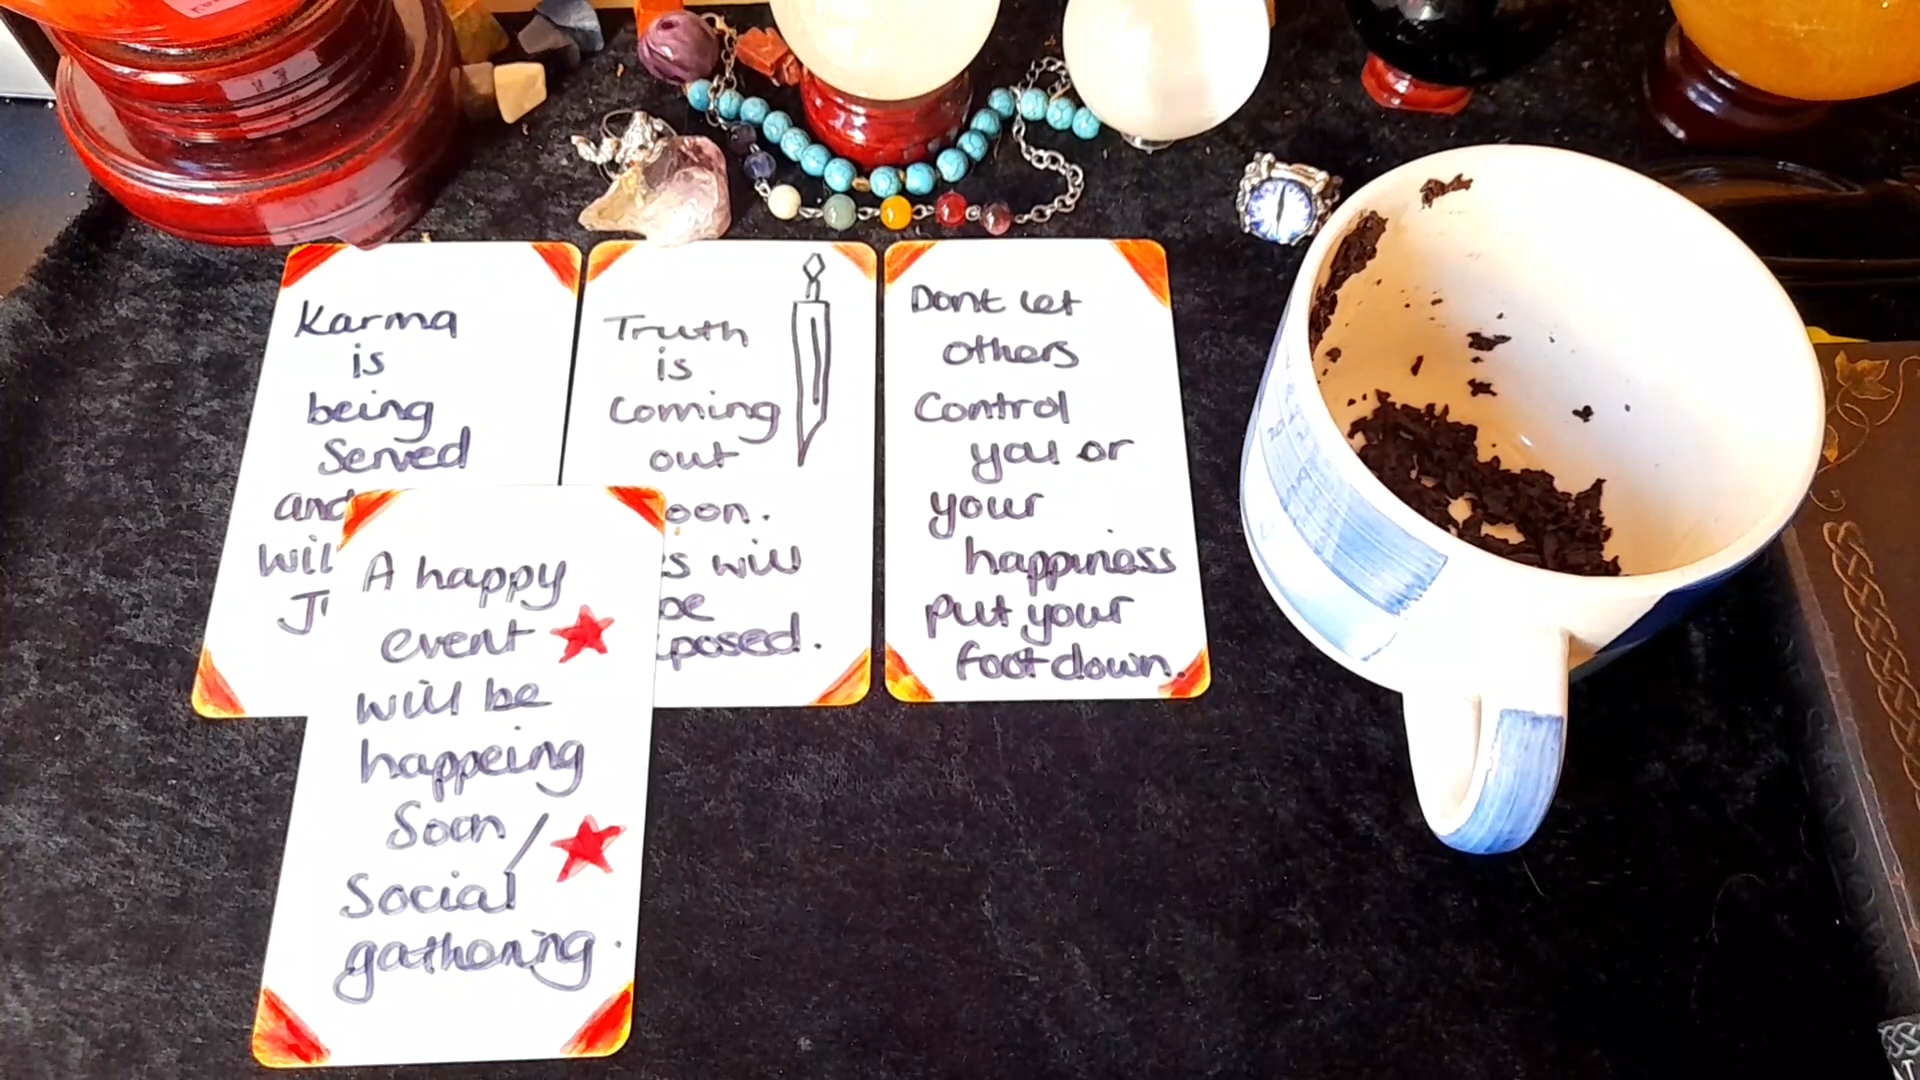 Karma
is
being
Served
and
A happy
event
will be
happeing
Soon /
Social
gathering.
Truth
is
Coming
out
oon.
s will
be
posed.
Dont let
others
Control
you or
your
happiness
put your
foot down.